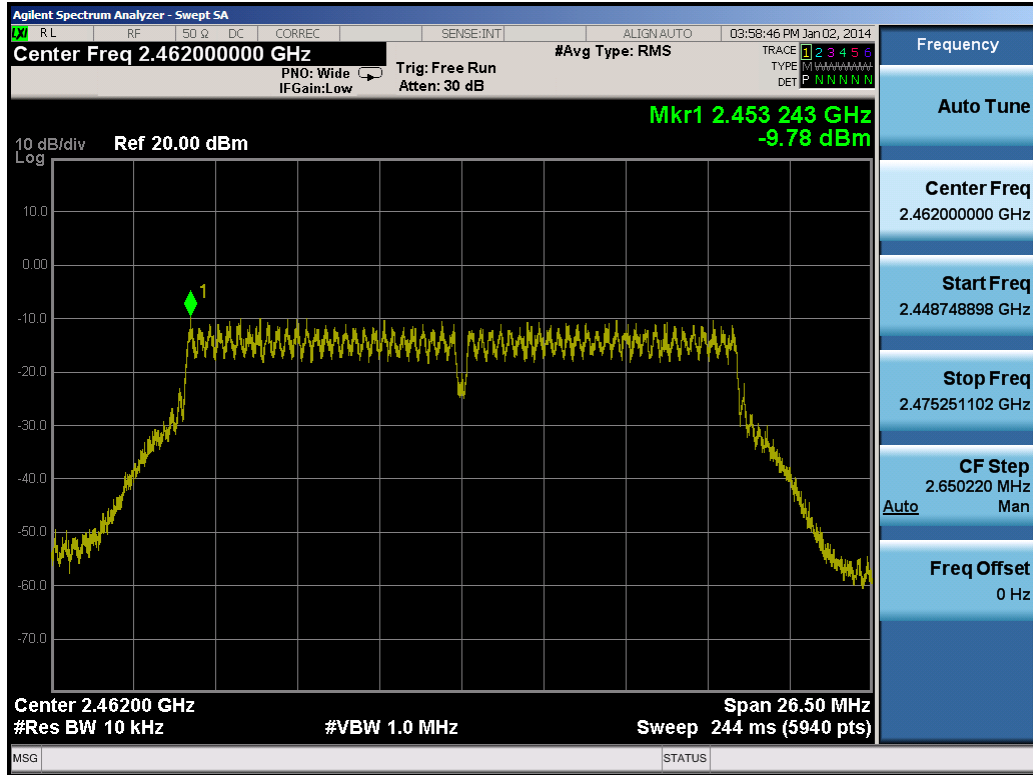 Agilent Spectrum Analyzer - Swept SA
LXI RL RF 50 Ω DC CORREC SENSE:INT ALIGN AUTO 03:58:46 PM Jan 02, 2014
Center Freq 2.462000000 GHz
PNO: Wide
IFGain:Low
Trig: Free Run
Atten: 30 dB
#Avg Type: RMS
TRACE 1 2 3 4 5 6
TYPE M WWWWW
DET P N N N N N
Mkr1 2.453 243 GHz
-9.78 dBm
10 dB/div Ref 20.00 dBm
Log
1
10.0
0.00
-10.0
-20.0
-30.0
-40.0
-50.0
-60.0
-70.0
Center 2.46200 GHz Span 26.50 MHz
#Res BW 10 kHz #VBW 1.0 MHz Sweep 244 ms (5940 pts)
MSG STATUS
Frequency
Auto Tune
Center Freq
2.462000000 GHz
Start Freq
2.448748898 GHz
Stop Freq
2.475251102 GHz
CF Step
2.650220 MHz
Auto Man
Freq Offset
0 Hz